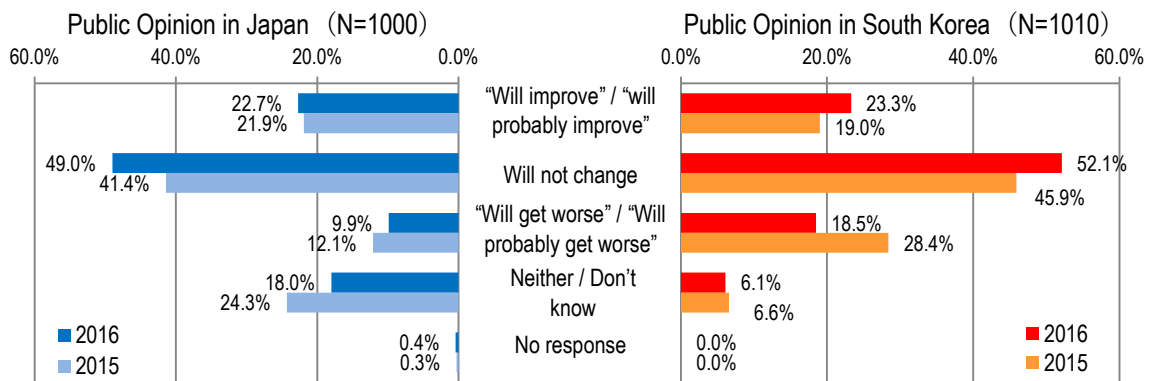 Public Opinion in Japan （N=1000）
Public Opinion in South Korea （N=1010）
60.0% 40.0% 20.0% 0.0%
0.0% 20.0% 40.0% 60.0%
22.7%
21.9%
“Will improve” / “will
probably improve”
23.3%
19.0%
49.0%
41.4%
Will not change
52.1%
45.9%
9.9%
12.1%
“Will get worse” / “Will
probably get worse”
18.5%
28.4%
18.0%
24.3%
Neither / Don’t
know
6.1%
6.6%
0.4%
0.3%
No response
0.0%
0.0%
2016
2015
2016
2015